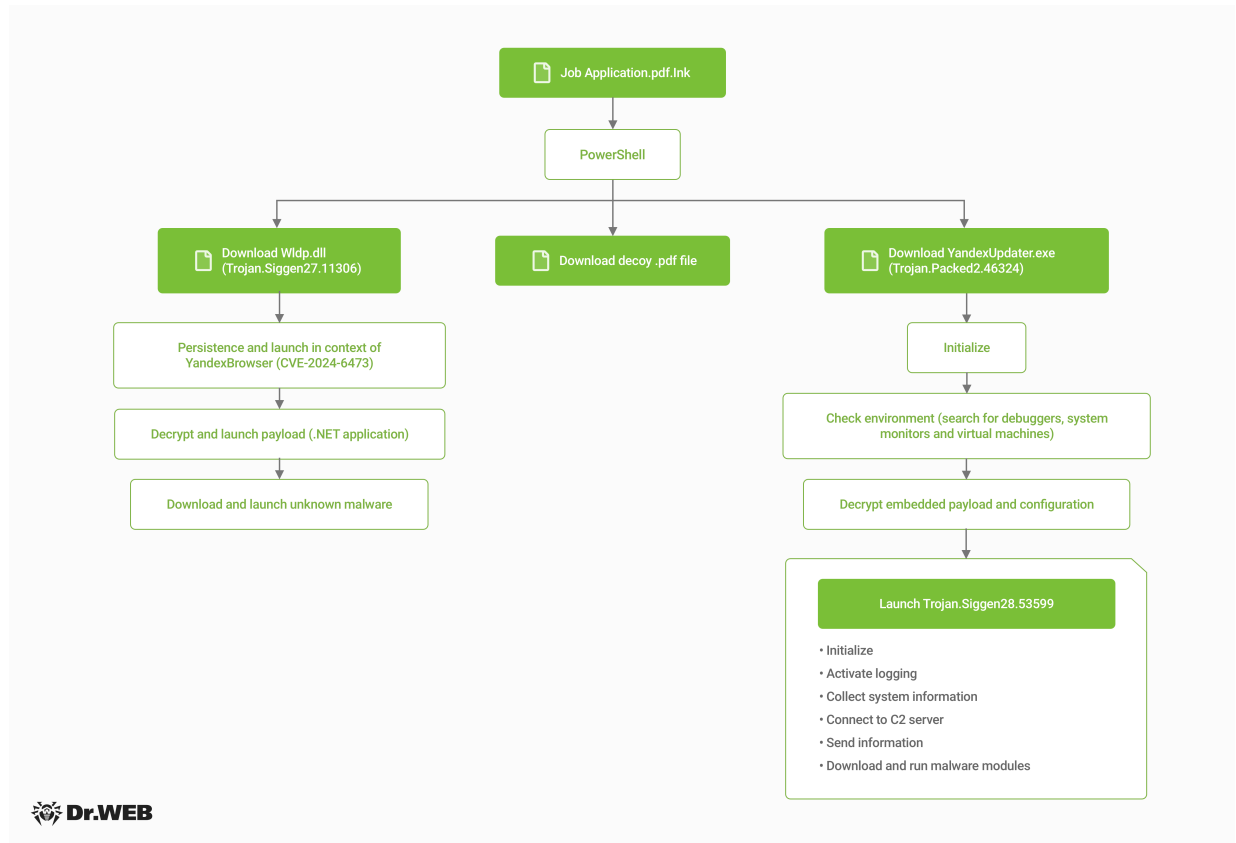 Job Application.pdf.lnk
PowerShell
Download Wldp.dll
(Trojan.Siggen27.11306)
Download decoy .pdf file
Download YandexUpdater.exe
(Trojan.Packed2.46324)
Persistence and launch in context of
YandexBrowser (CVE-2024-6473)
Initialize
Decrypt and launch payload (.NET application)
Check environment (search for debuggers, system
monitors and virtual machines)
Download and launch unknown malware
Decrypt embedded payload and configuration
Launch Trojan.Siggen28.53599
• Initialize
• Activate logging
• Collect system information
• Connect to C2 server
• Send information
• Download and run malware modules
Dr.WEB